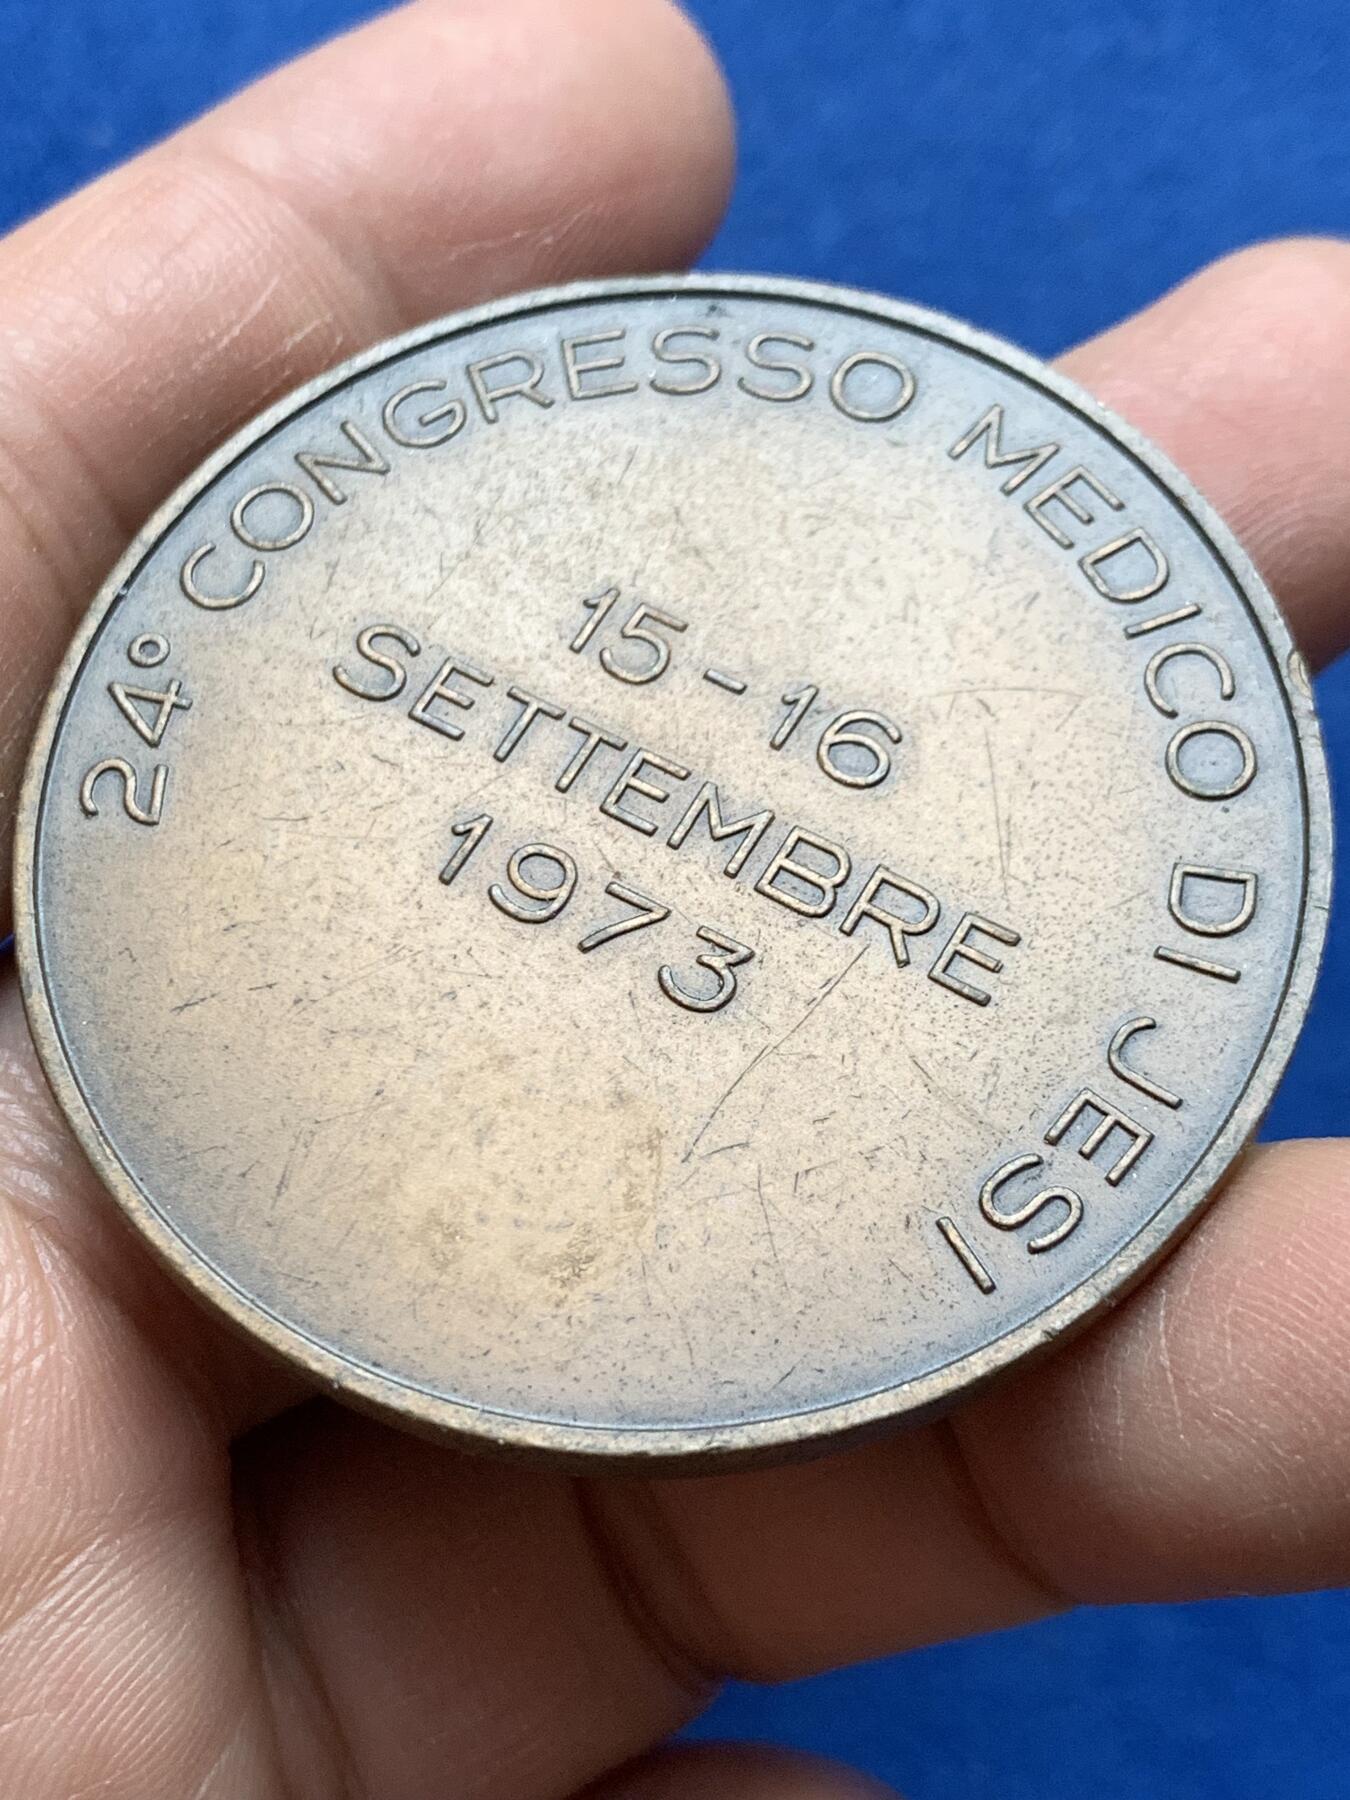 24° CONGRESSO MEDICO DI JESI
15-16
SETTEMBRE
1973